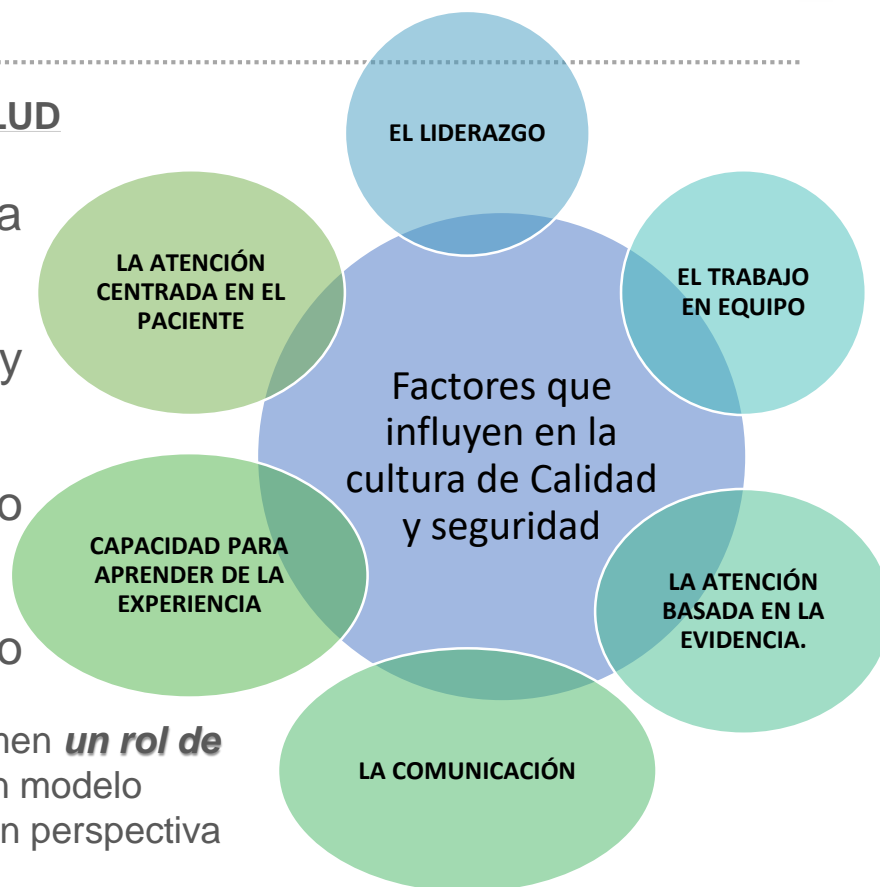 LUD
a
y
o
o
nen un rol de
n modelo
n perspectiva
EL LIDERAZGO
EL TRABAJO
EN EQUIPO
LA ATENCIÓN
BASADA EN LA
EVIDENCIA.
LA COMUNICACIÓN
CAPACIDAD PARA
APRENDER DE LA
EXPERIENCIA
LA ATENCIÓN
CENTRADA EN EL
PACIENTE
Factores que
influyen en la
cultura de Calidad
y seguridad